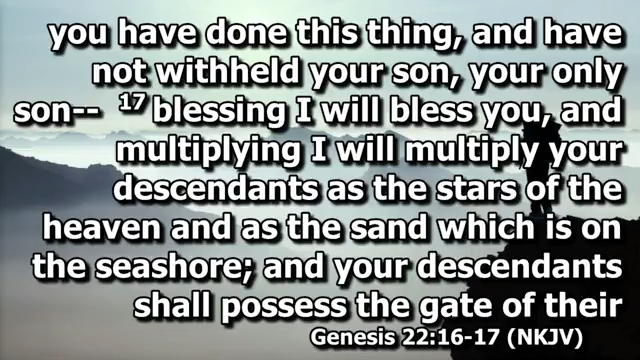 you have done this thing, and have
not withheld your son, your only
son-- 17 blessing I will bless you, and
multiplying I will multiply your
descendants as the stars of the
heaven and as the sand which is on
the seashore; and your descendants
shall possess the gate of their
Genesis 22:16-17 (NKJV)